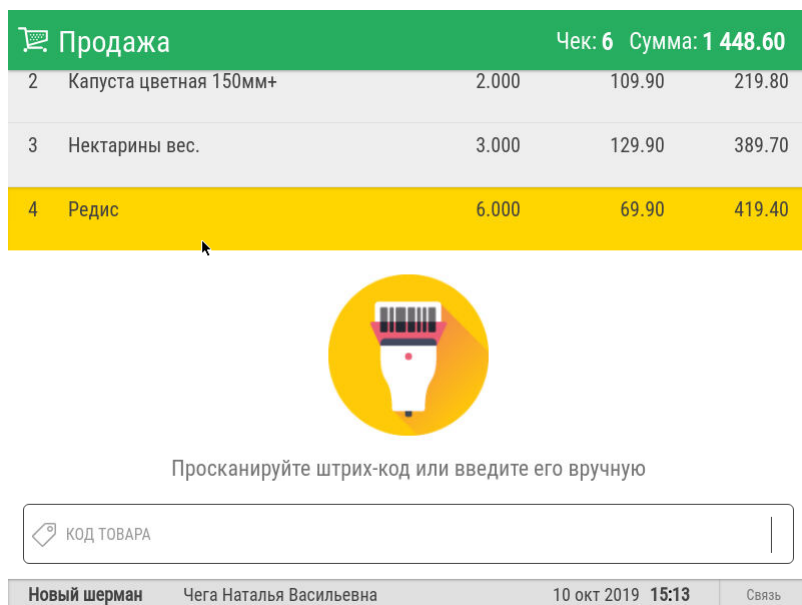 Продажа Чек: 6 Сумма: 1 448.60
2 Капуста цветная 150мм+ 2.000 109.90 219.80
3 Нектарины вес. 3.000 129.90 389.70
4 Редис 6.000 69.90 419.40
Просканируйте штрих-код или введите его вручную
КОД ТОВАРА
Новый шерман Чега Наталья Васильевна 10 окт 2019 15:13 Связь